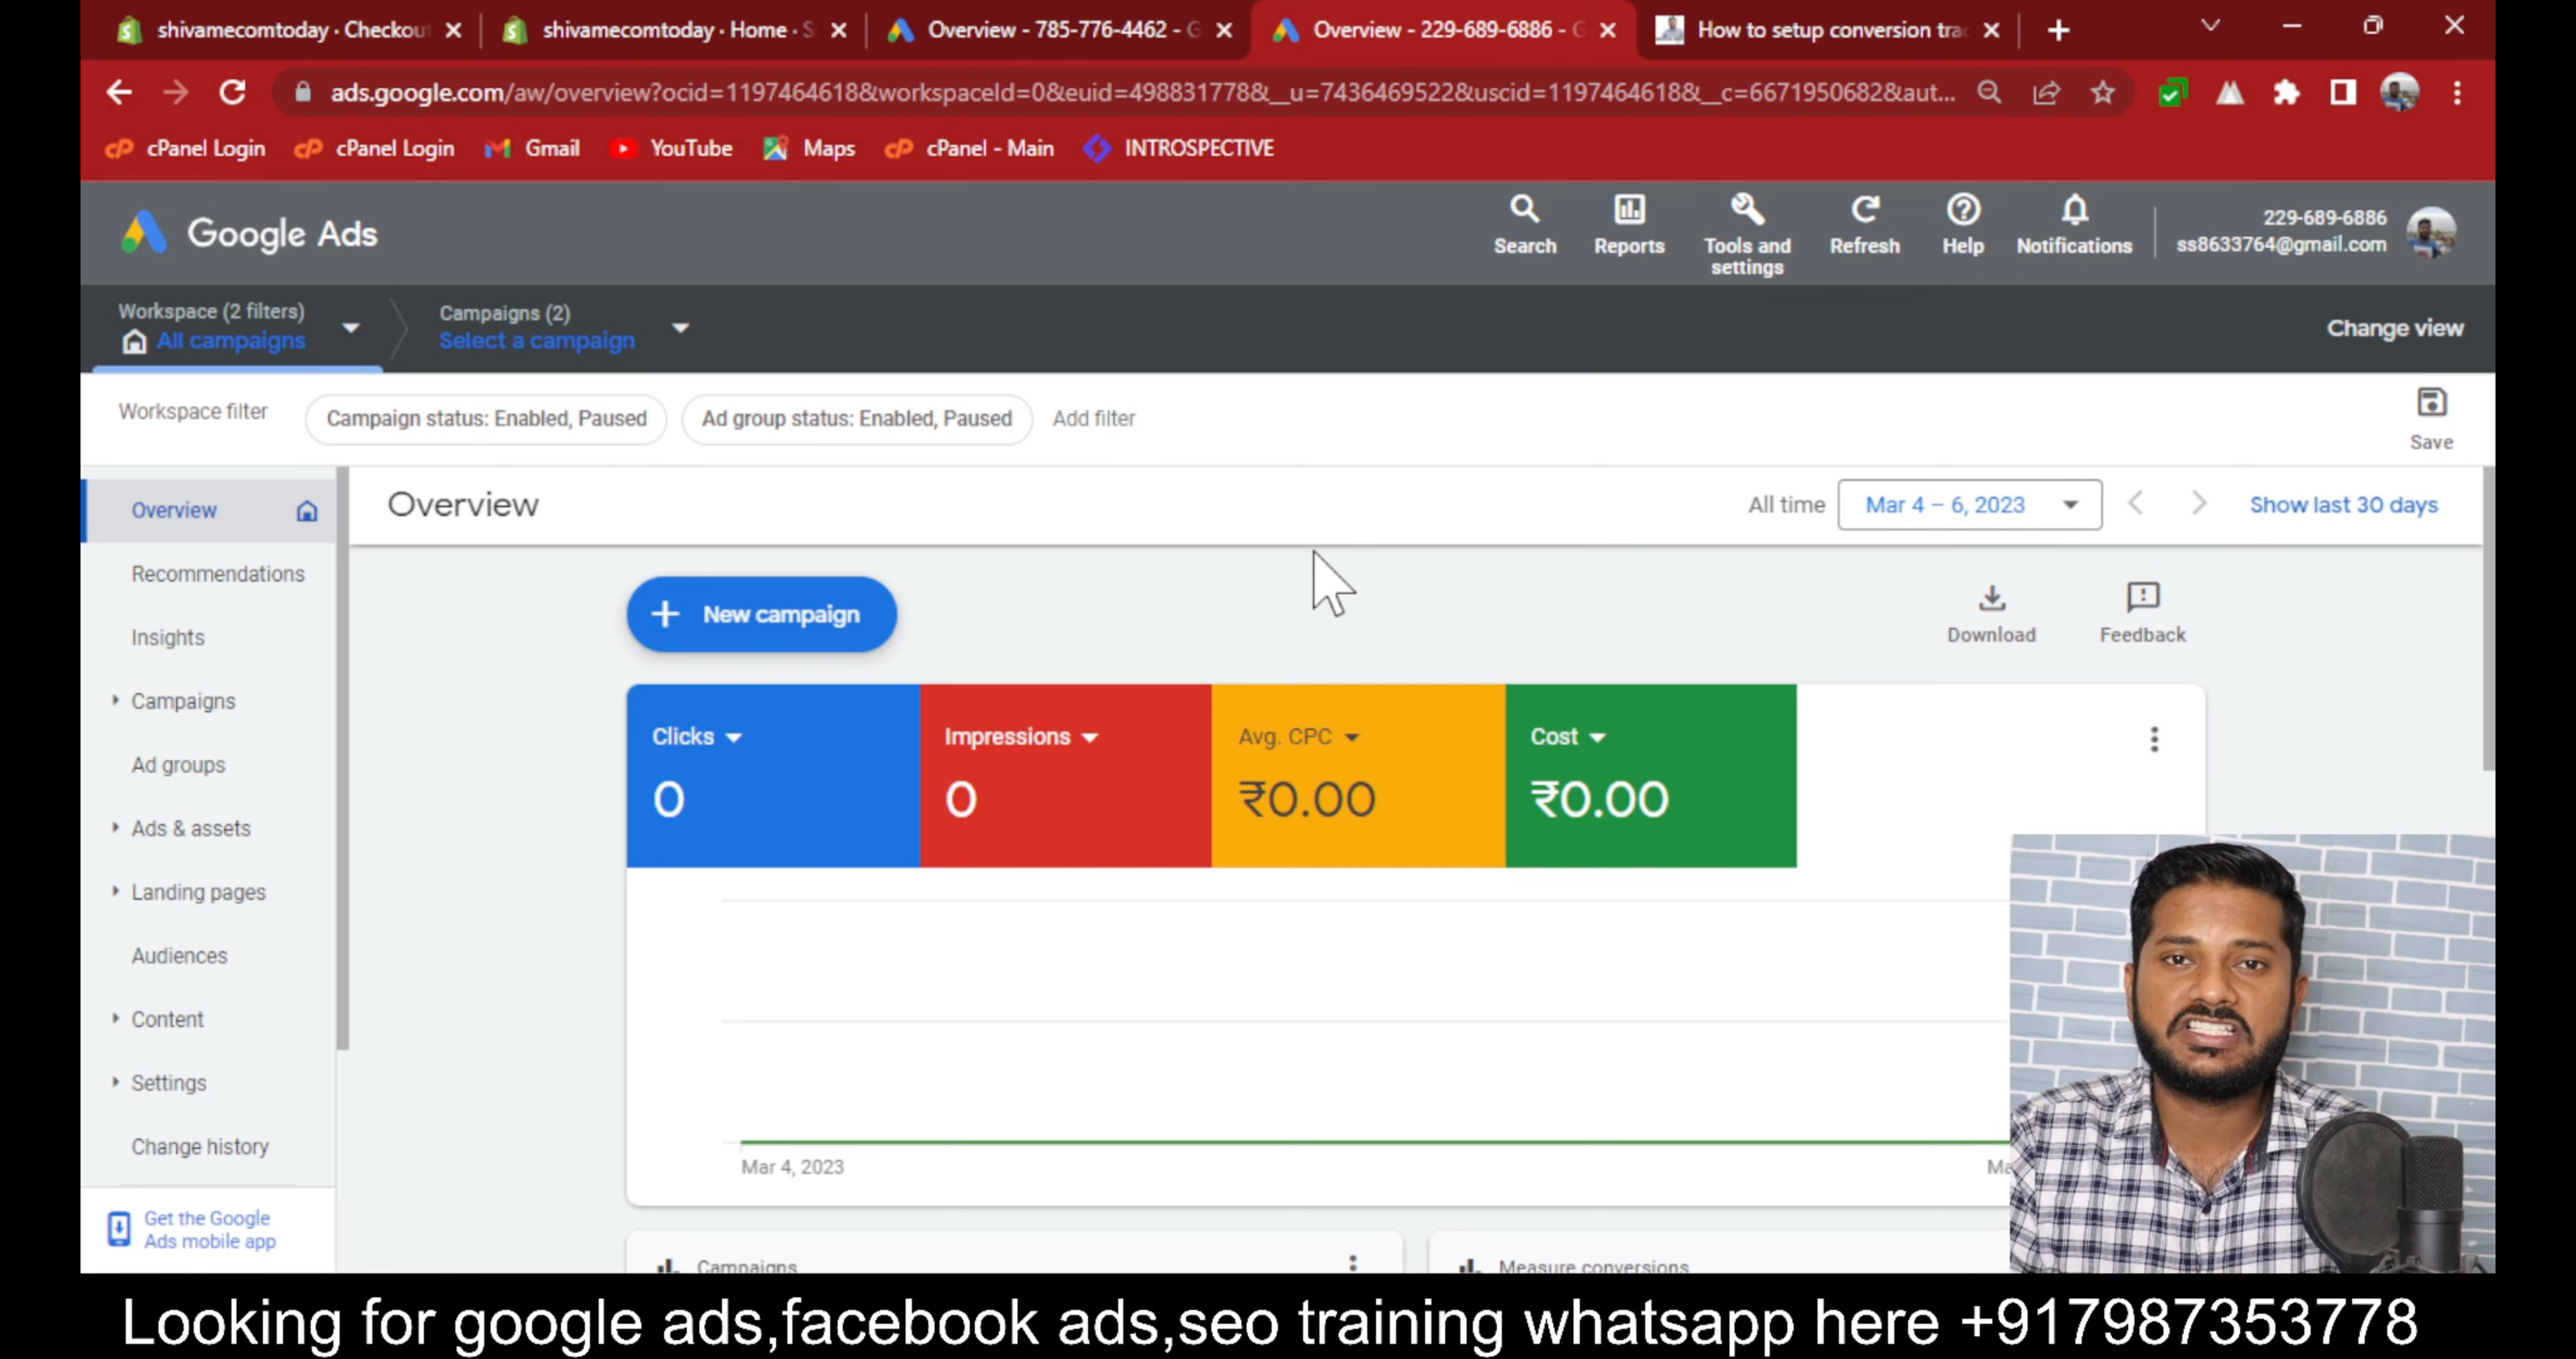 shivamecomtoday · Checkout
shivamecomtoday · Home · S
Overview - 785-776-4462 - G
Overview - 229-689-6886 - G
How to setup conversion trac
ads.google.com/aw/overview?ocid=1197464618&workspaceId=0&euid=498831778&__u=7436469522&uscid=1197464618&__c=6671950682&aut...
cP cPanel Login
cP cPanel Login
Gmail
YouTube
Maps
cP cPanel - Main
INTROSPECTIVE
Google Ads
Search
Reports
Tools and
settings
Refresh
Help
Notifications
229-689-6886
ss8633764@gmail.com
Workspace (2 filters)
All campaigns
Campaigns (2)
Select a campaign
Change view
Workspace filter
Campaign status: Enabled, Paused
Ad group status: Enabled, Paused
Add filter
Save
Overview
Recommendations
Insights
Campaigns
Ad groups
Ads & assets
Landing pages
Audiences
Content
Settings
Change history
Get the Google
Ads mobile app
Overview
All time
Mar 4 – 6, 2023
Show last 30 days
+ New campaign
Download
Feedback
Clicks
0
Impressions
0
Avg. CPC
₹0.00
Cost
₹0.00
Mar 4, 2023
Ma
Campaigns
Measure conversions
Looking for google ads,facebook ads,seo training whatsapp here +917987353778